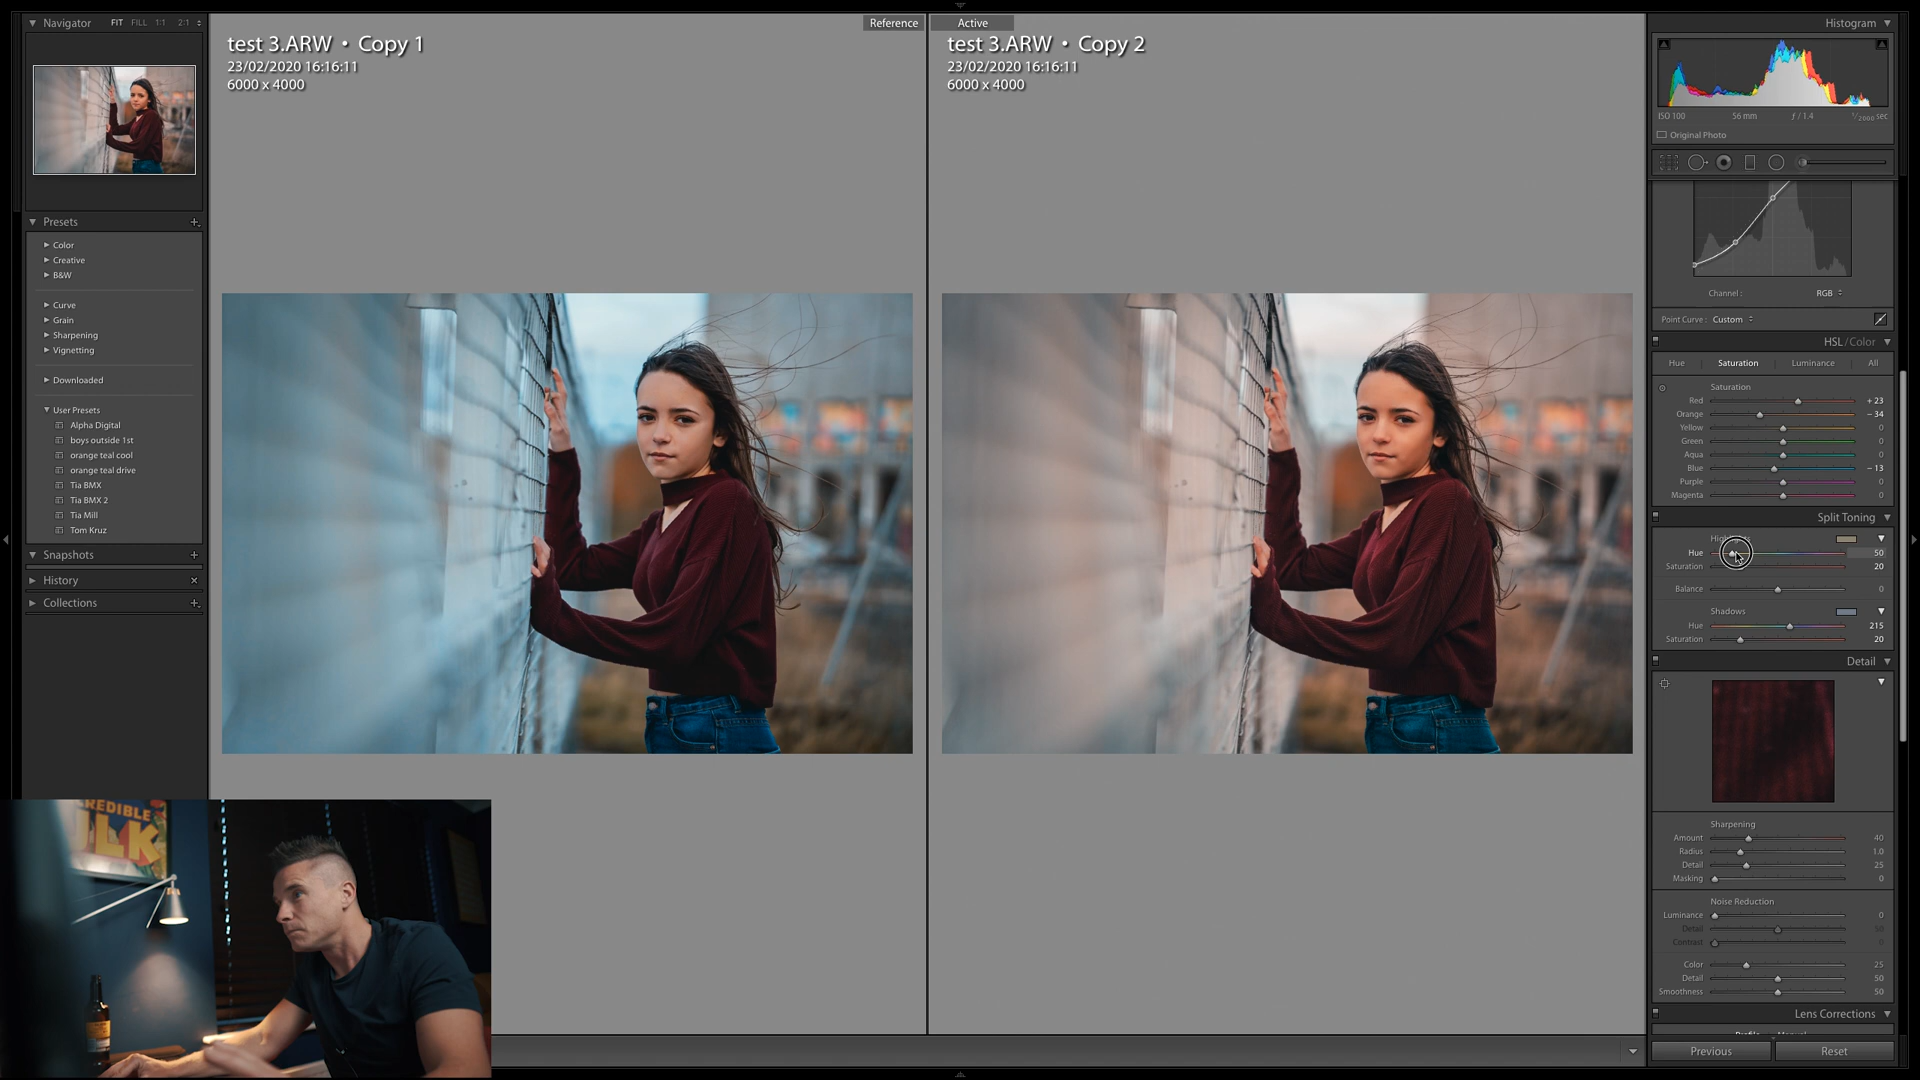 Navigator FIT FILL 1:1 2:1
Presets
Color
Creative
B&W
Curve
Grain
Sharpening
Vignetting
Downloaded
User Presets
Alpha Digital
boys outside 1st
orange teal cool
orange teal drive
Tia BMX
Tia BMX 2
Tia Mill
Tom Kruz
Snapshots
History
Collections
Reference
test 3.ARW • Copy 1
23/02/2020 16:16:11
6000 x 4000
Active
test 3.ARW • Copy 2
23/02/2020 16:16:11
6000 x 4000
Histogram
ISO 100 56 mm ƒ / 1.4 1/2000 sec
Original Photo
Channel : RGB
Point Curve : Custom
HSL / Color
Hue Saturation Luminance All
Saturation
Red + 23
Orange − 34
Yellow 0
Green 0
Aqua 0
Blue − 13
Purple 0
Magenta 0
Split Toning
Hue 50
Saturation 20
Balance 0
Shadows
Hue 215
Saturation 20
Detail
Sharpening
Amount 40
Radius 1.0
Detail 25
Masking 0
Noise Reduction
Luminance 0
Detail 50
Contrast 0
Color 25
Detail 50
Smoothness 50
Lens Corrections
Previous Reset